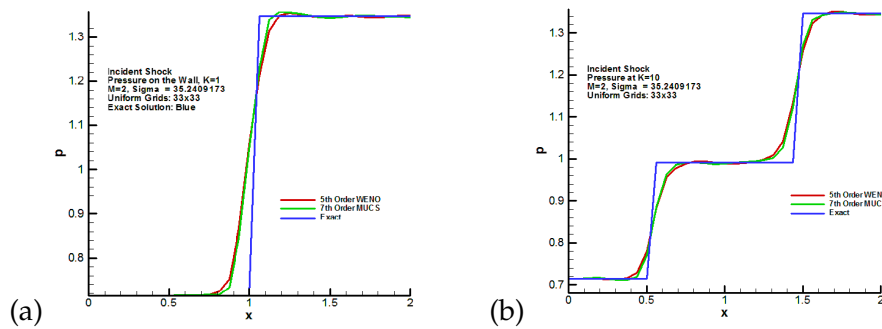 1.3
1.2
1.1
1
0.9
0.8
p
0
0.5
1
1.5
2
x
Incident Shock
Pressure on the Wall, K=1
M=2, Sigma = 35.2409173
Uniform Grids: 33x33
Exact Solution: Blue
5th Order WENO
7th Order MUCS
Exact
(a)
1.3
1.2
1.1
1
0.9
0.8
0.7
p
0
0.5
1
1.5
2
x
Incident Shock
Pressure at K=10
M=2, Sigma = 35.2409173
Uniform Grids: 33x33
5th Order WEN
7th Order MUC
Exact
(b)